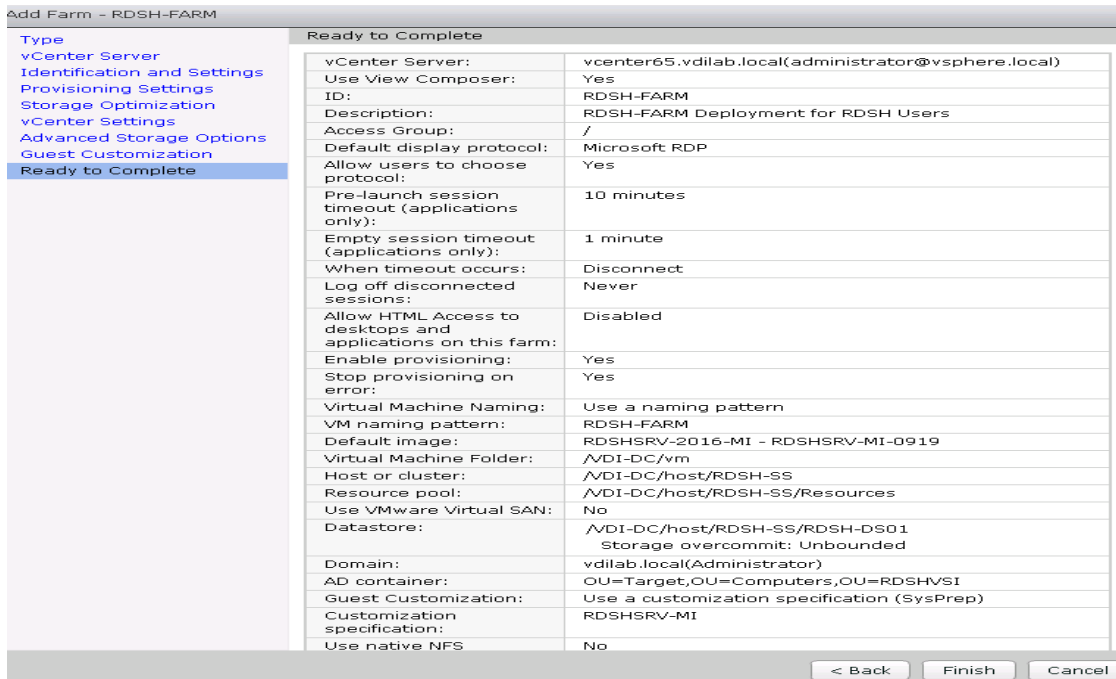 Add Farm - RDSH-FARM
Type
vCenter Server
Identification and Settings
Provisioning Settings
Storage Optimization
vCenter Settings
Advanced Storage Options
Guest Customization
Ready to Complete
Ready to Complete
vCenter Server: vcenter65.vdilab.local(administrator@vsphere.local)
Use View Composer: Yes
ID: RDSH-FARM
Description: RDSH-FARM Deployment for RDSH Users
Access Group: /
Default display protocol: Microsoft RDP
Allow users to choose Yes
protocol:
Pre-launch session 10 minutes
timeout (applications
only):
Empty session timeout 1 minute
(applications only):
When timeout occurs: Disconnect
Log off disconnected Never
sessions:
Allow HTML Access to Disabled
desktops and
applications on this farm:
Enable provisioning: Yes
Stop provisioning on Yes
error:
Virtual Machine Naming: Use a naming pattern
VM naming pattern: RDSH-FARM
Default image: RDSHSRV-2016-MI - RDSHSRV-MI-0919
Virtual Machine Folder: /VDI-DC/vm
Host or cluster: /VDI-DC/host/RDSH-SS
Resource pool: /VDI-DC/host/RDSH-SS/Resources
Use VMware Virtual SAN: No
Datastore: /VDI-DC/host/RDSH-SS/RDSH-DS01
Storage overcommit: Unbounded
Domain: vdilab.local(Administrator)
AD container: OU=Target,OU=Computers,OU=RDSHVSI
Guest Customization: Use a customization specification (SysPrep)
Customization RDSHSRV-MI
specification:
Use native NFS No
< Back Finish Cancel